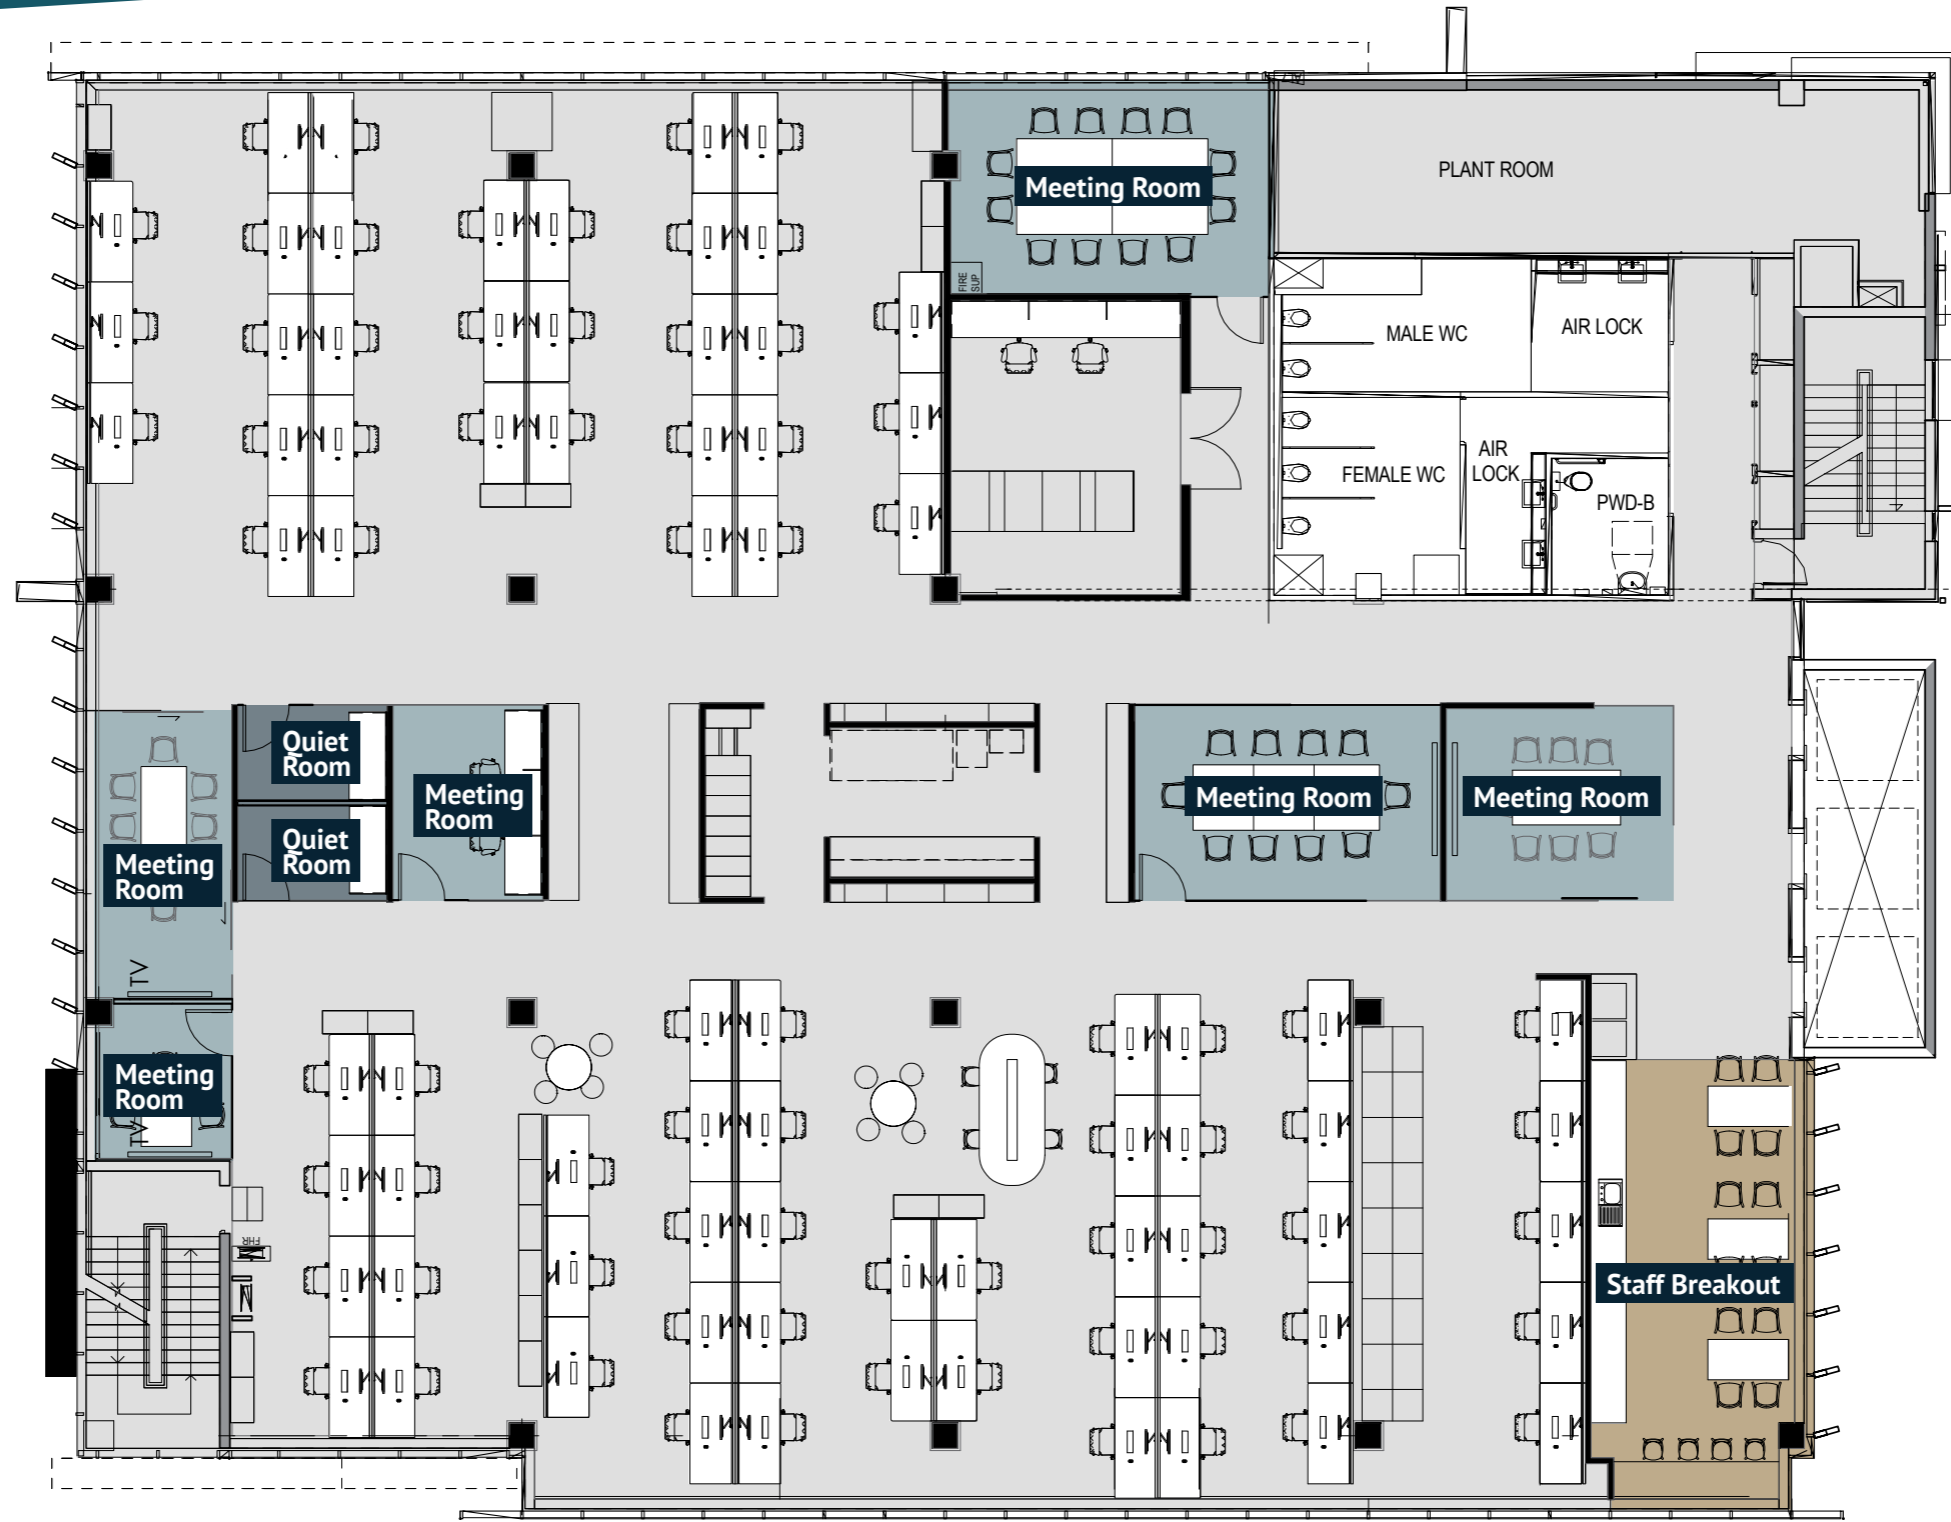 PLANT ROOM
Meeting Room
FIRE
SUP
MALE WC
AIR LOCK
AIR
LOCK
FEMALE WC
PWD-B
Quiet
Room
Meeting
Room
Quiet
Room
Meeting
Room
Meeting Room
Meeting Room
TV
Meeting
Room
TV
FHR
Staff Breakout